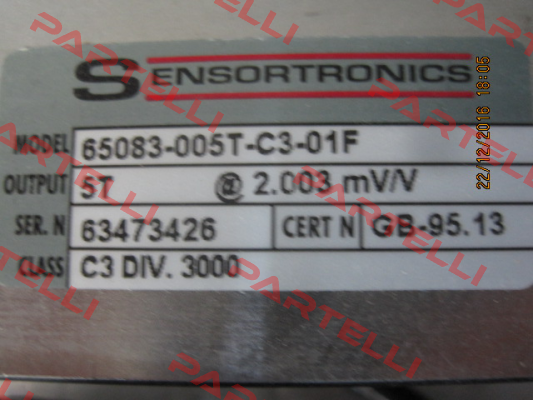 SENSORTRONICS
MODEL 65083-005T-C3-01F
OUTPUT 5T @ 2.003 mV/V
SER. N 63473426 CERT N GB-95.13
CLASS C3 DIV. 3000
22/12/2016 18:05
PARTELLI
PARTELLI
PARTELLI
PARTELLI
PARTELLI